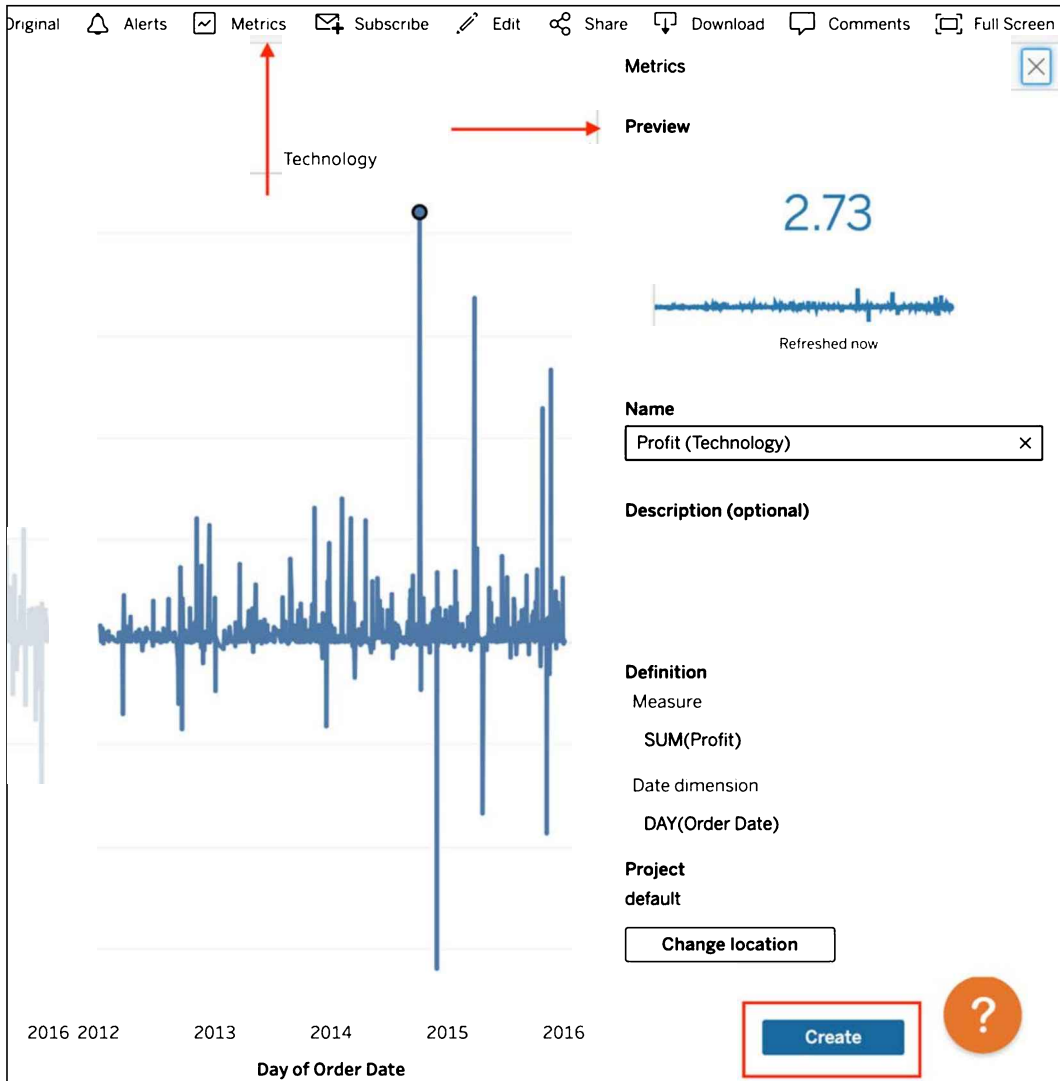 Original Alerts Metrics Subscribe Edit Share Download Comments Full Screen
Metrics
Preview
Technology
2.73
Refreshed now
Name
Profit (Technology)
Description (optional)
Definition
Measure
SUM(Profit)
Date dimension
DAY(Order Date)
Project
default
Change location
2016 2012 2013 2014 2015 2016
Day of Order Date
Create
?